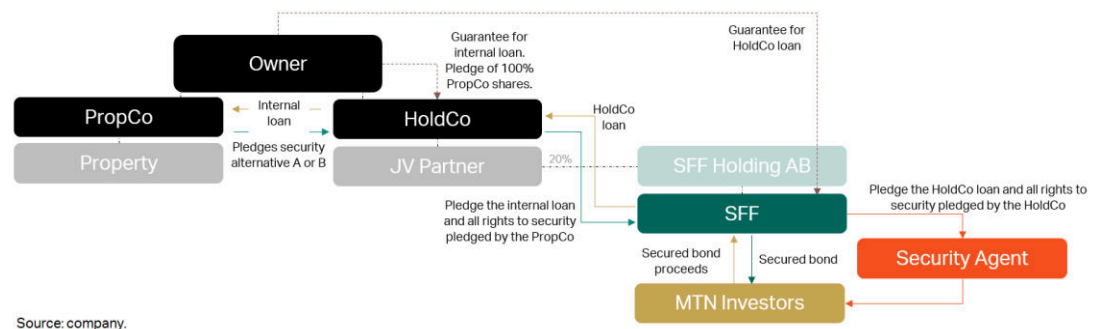 Guarantee for
internal loan.
Pledge of 100%
PropCo shares.
Guarantee for
HoldCo loan
Owner
PropCo
Internal
loan
HoldCo
HoldCo
loan
Pledges security
alternative A or B
Property
JV Partner
20%
SFF Holding AB
Pledge the internal loan
and all rights to security
pledged by the PropCo
SFF
Pledge the HoldCo loan and all rights to
security pledged by the HoldCo
Secured bond
proceeds
Secured bond
Security Agent
MTN Investors
Source: company.